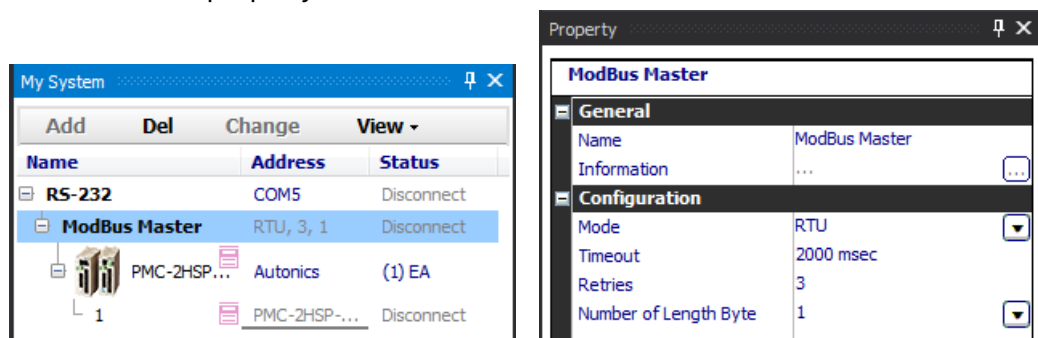 My System
Add Del Change View
Name Address Status
RS-232 COM5 Disconnect
ModBus Master RTU, 3, 1 Disconnect
PMC-2HSP... Autonics (1) EA
1 PMC-2HSP-... Disconnect
Property
ModBus Master
General
Name ModBus Master
Information ... ...
Configuration
Mode RTU
Timeout 2000 msec
Retries 3
Number of Length Byte 1